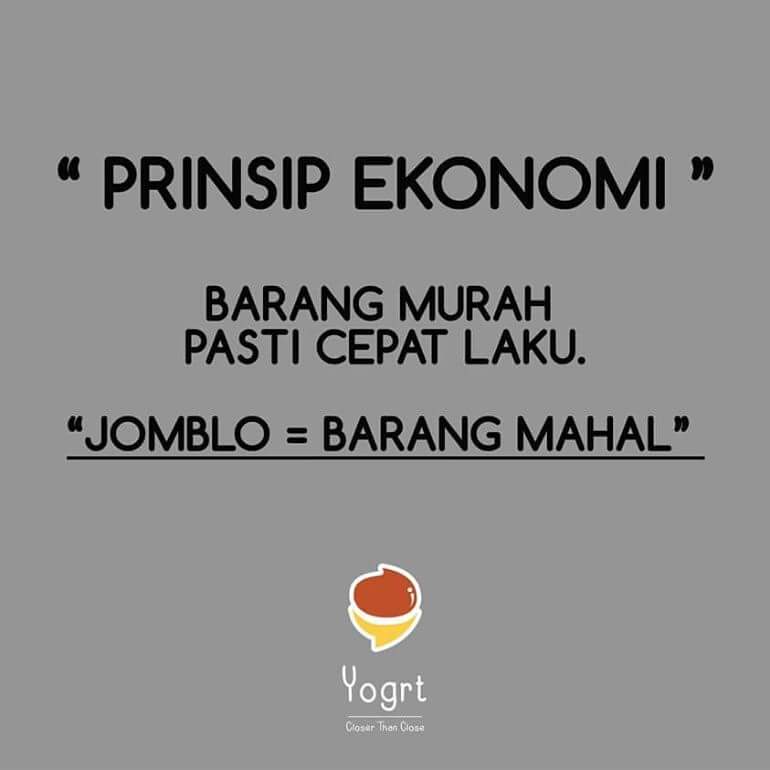 “ PRINSIP EKONOMI ”
BARANG MURAH
PASTI CEPAT LAKU.
“JOMBLO = BARANG MAHAL”
Yogrt
Closer Than Close